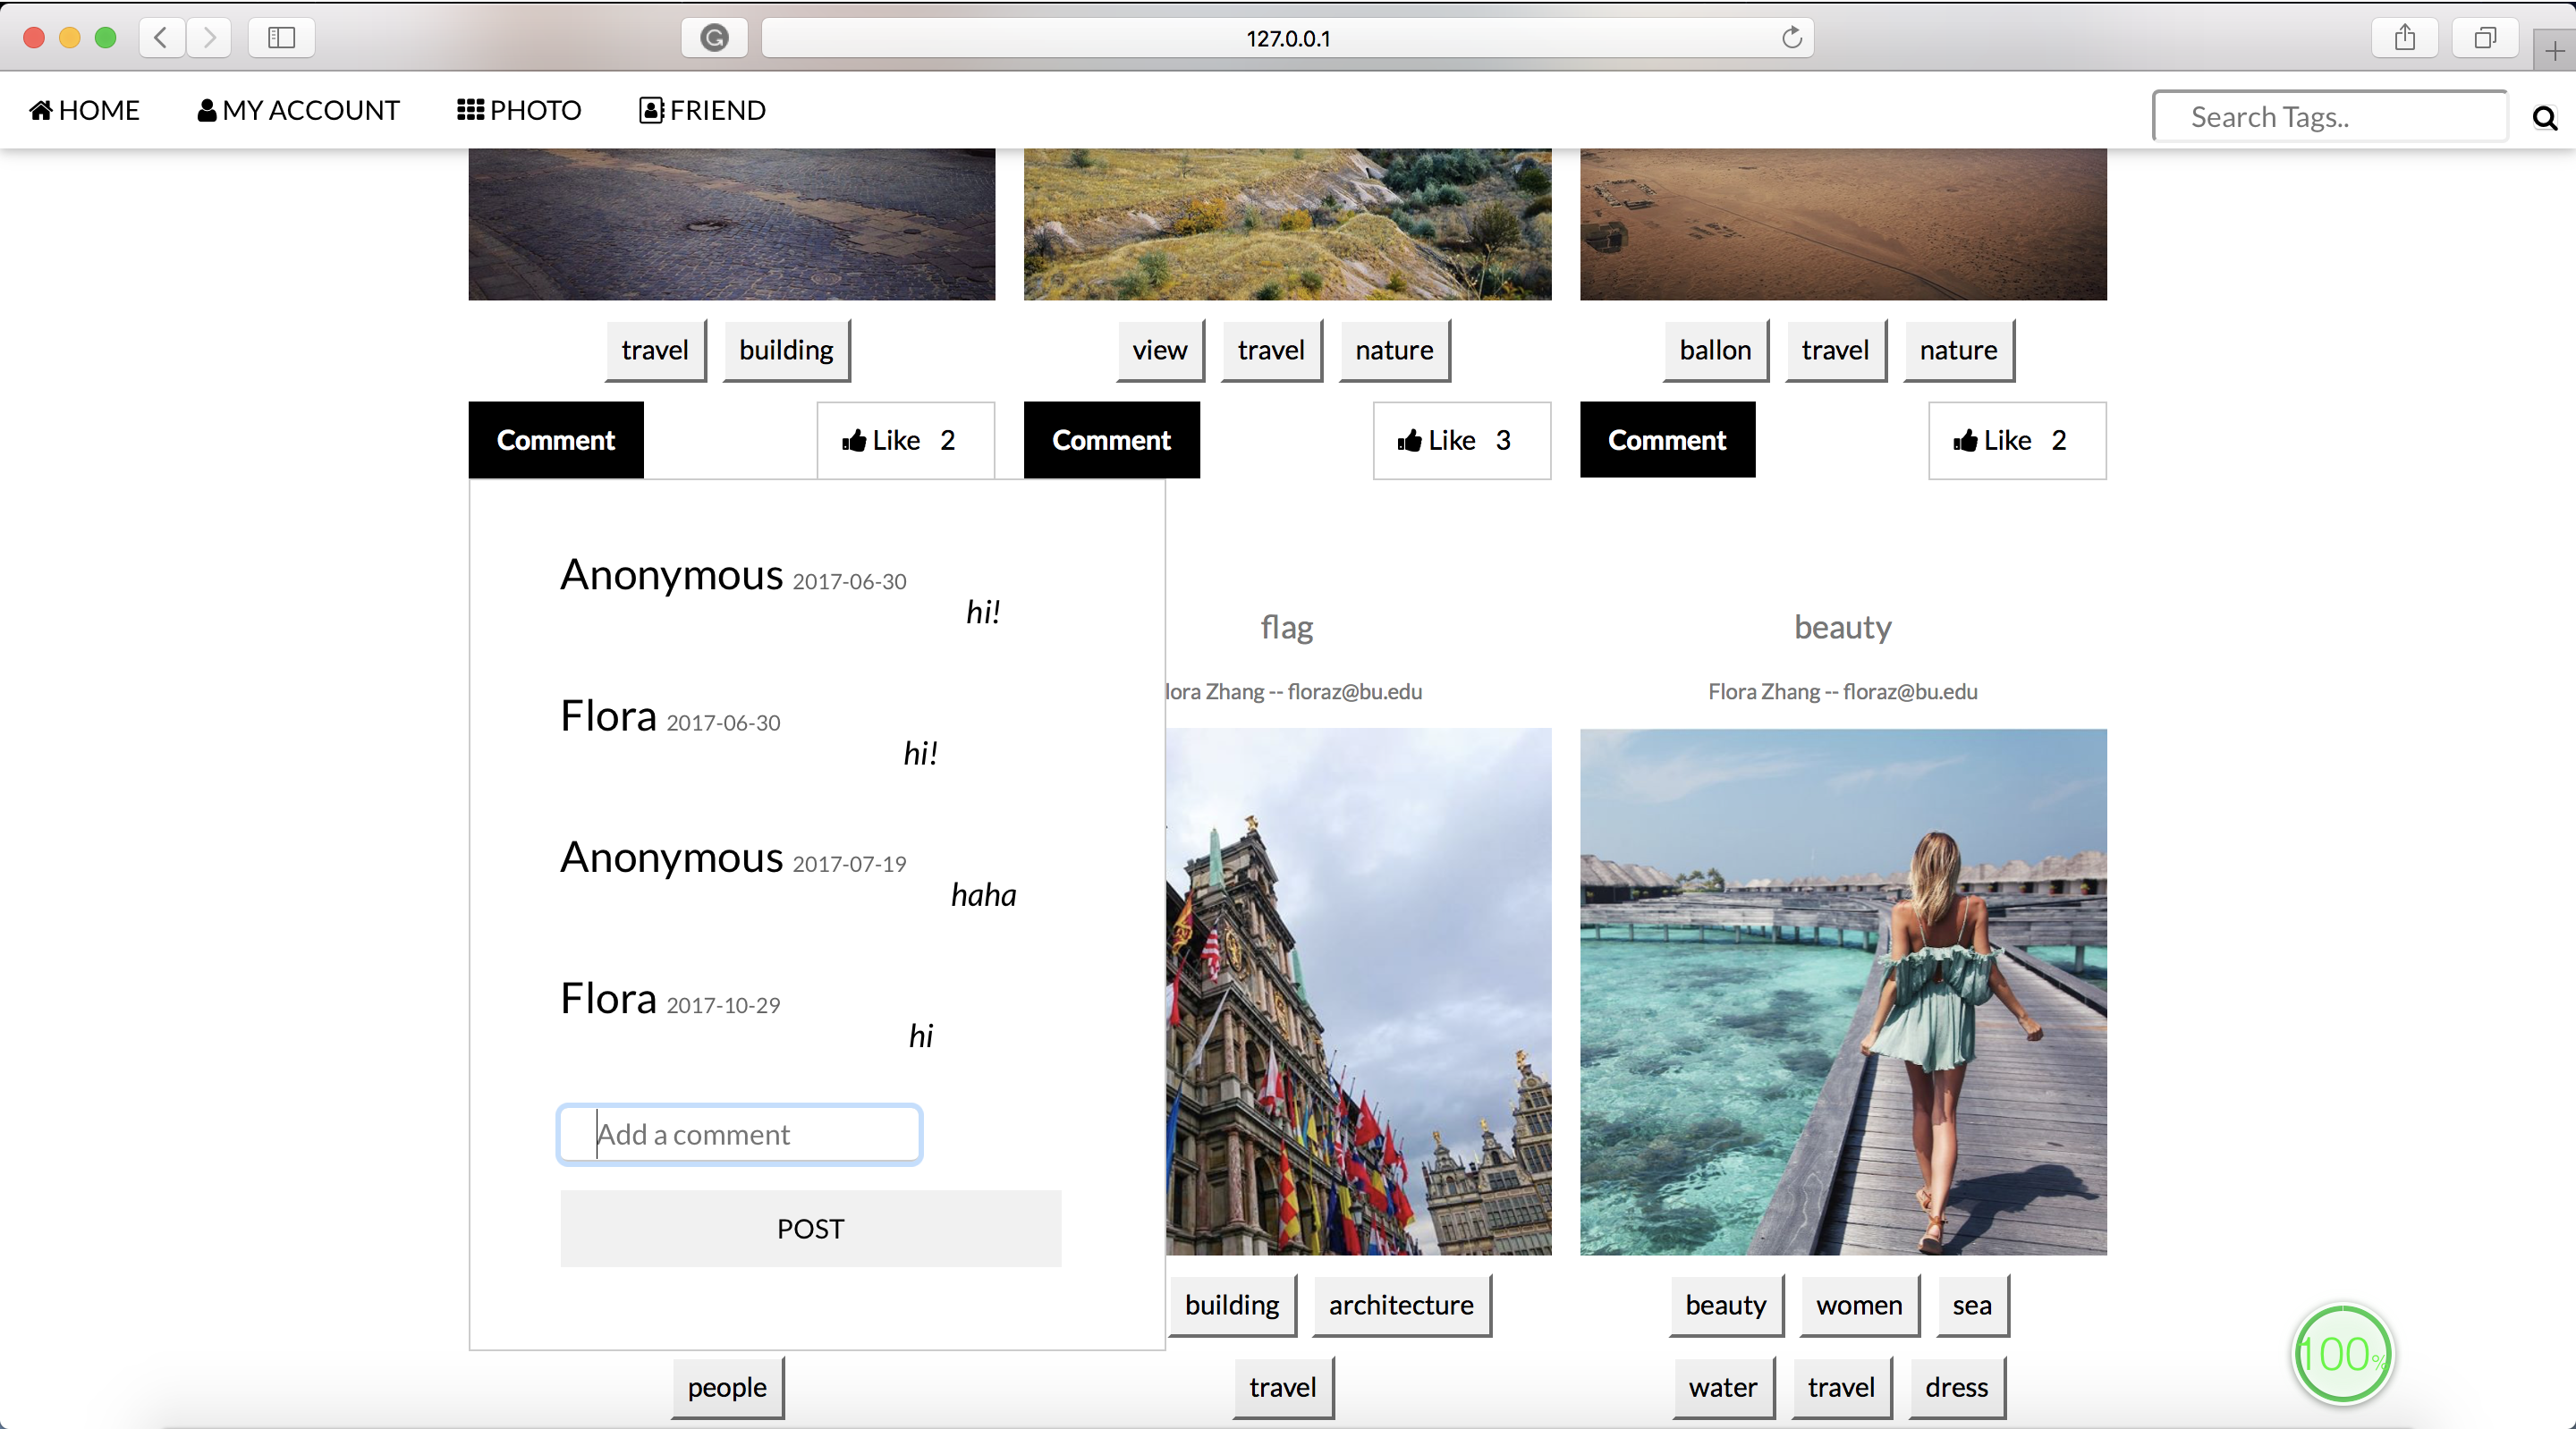 127.0.0.1
HOME MY ACCOUNT PHOTO FRIEND Search Tags..
travel building view travel nature ballon travel nature
Comment Like 2 Comment Like 3 Comment Like 2
Anonymous 2017-06-30
hi!
Flora 2017-06-30
hi!
Anonymous 2017-07-19
haha
Flora 2017-10-29
hi
Add a comment
POST
people
flag
lora Zhang -- floraz@bu.edu
building architecture
travel
beauty
Flora Zhang -- floraz@bu.edu
beauty women sea
water travel dress
100%